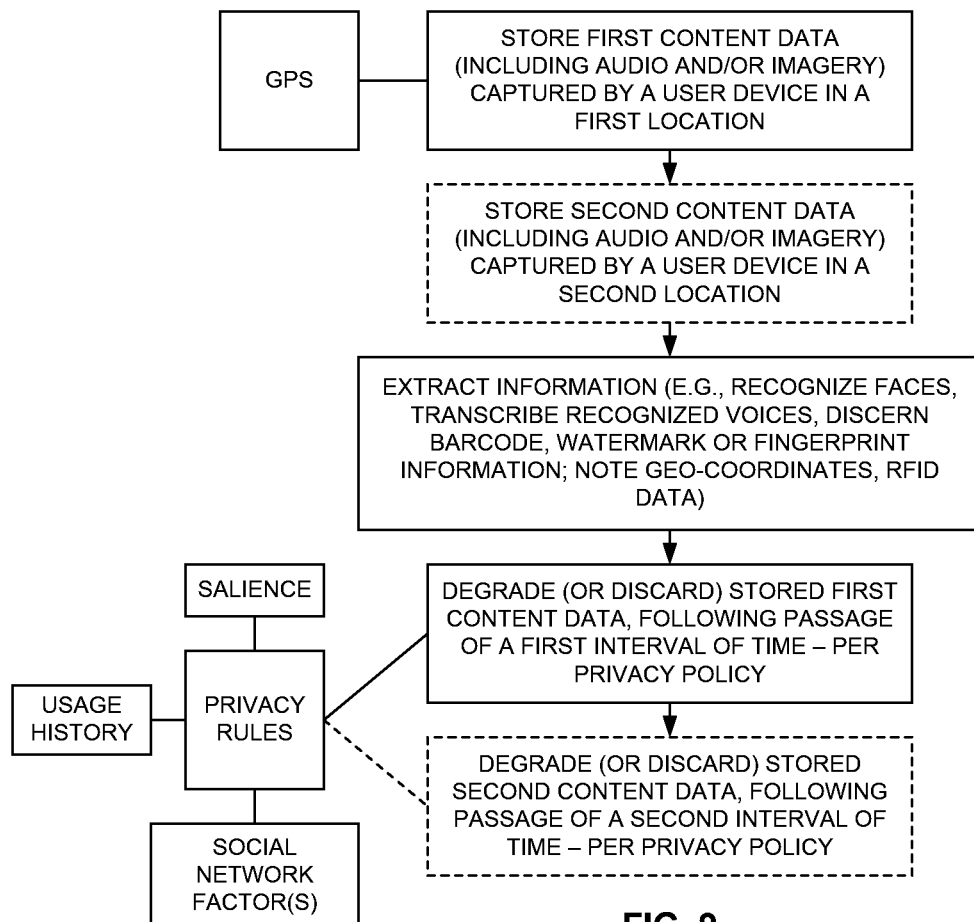 GPS
STORE FIRST CONTENT DATA
(INCLUDING AUDIO AND/OR IMAGERY)
CAPTURED BY A USER DEVICE IN A
FIRST LOCATION
STORE SECOND CONTENT DATA
(INCLUDING AUDIO AND/OR IMAGERY)
CAPTURED BY A USER DEVICE IN A
SECOND LOCATION
EXTRACT INFORMATION (E.G., RECOGNIZE FACES,
TRANSCRIBE RECOGNIZED VOICES, DISCERN
BARCODE, WATERMARK OR FINGERPRINT
INFORMATION; NOTE GEO-COORDINATES, RFID
DATA)
SALIENCE
USAGE
HISTORY
PRIVACY
RULES
SOCIAL
NETWORK
FACTOR(S)
DEGRADE (OR DISCARD) STORED FIRST
CONTENT DATA, FOLLOWING PASSAGE
OF A FIRST INTERVAL OF TIME – PER
PRIVACY POLICY
DEGRADE (OR DISCARD) STORED
SECOND CONTENT DATA, FOLLOWING
PASSAGE OF A SECOND INTERVAL OF
TIME – PER PRIVACY POLICY